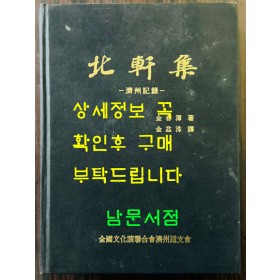 北軒集
-濟州記錄-
상세정보 꼭
金春澤 著
확인후 구매
金益洙 譯
부탁드립니다
남문서점
全國文化院聯合會濟州道支會